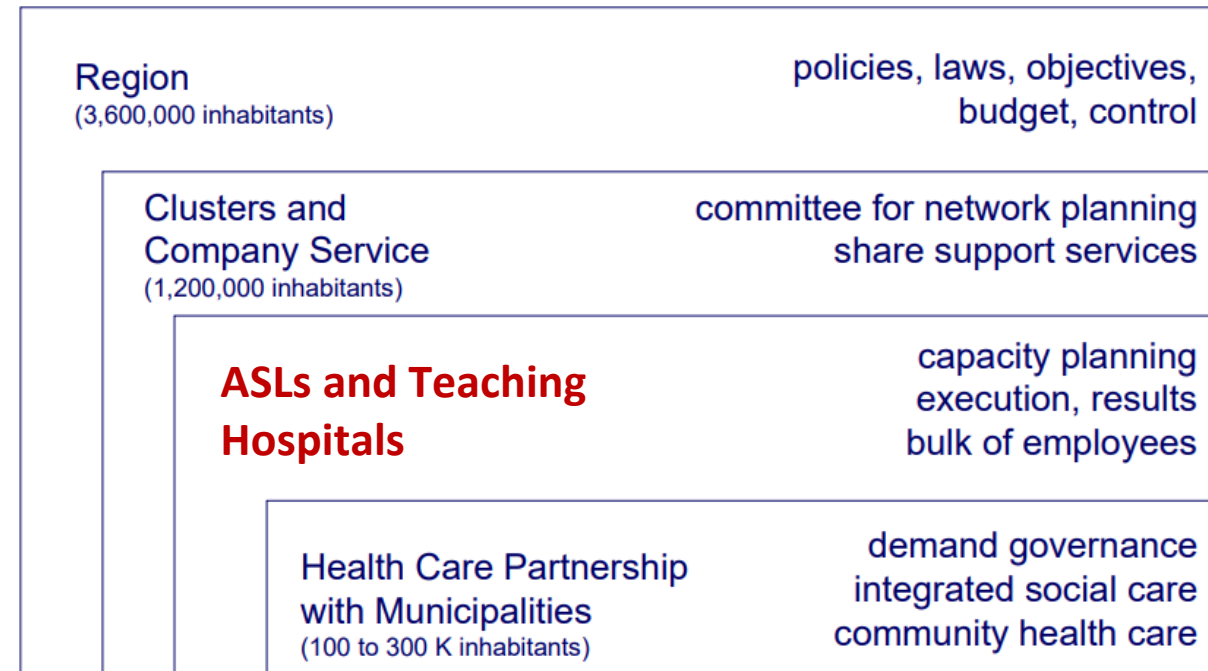 Region
(3,600,000 inhabitants)
policies, laws, objectives,
budget, control
Clusters and
Company Service
(1,200,000 inhabitants)
committee for network planning
share support services
ASLs and Teaching
Hospitals
capacity planning
execution, results
bulk of employees
Health Care Partnership
with Municipalities
(100 to 300 K inhabitants)
demand governance
integrated social care
community health care